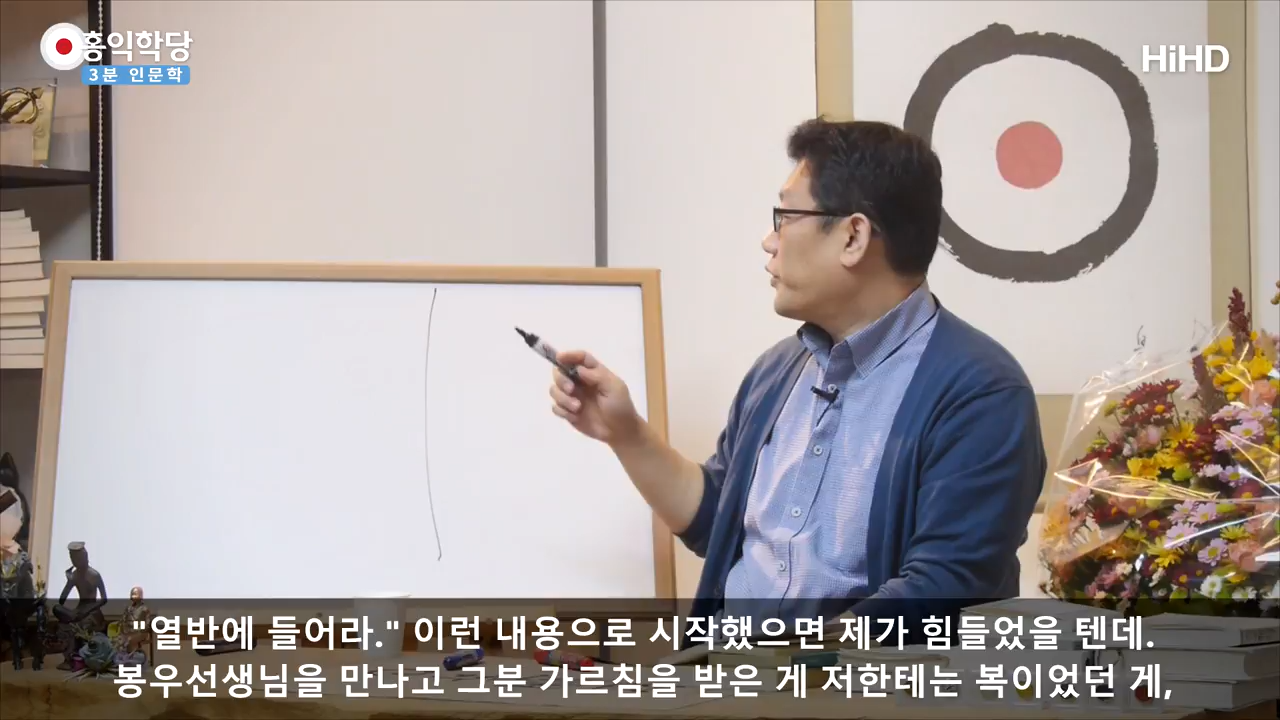 홍익학당
3분 인문학
HiHD
"열반에 들어라." 이런 내용으로 시작했으면 제가 힘들었을 텐데.
봉우선생님을 만나고 그분 가르침을 받은 게 저한테는 복이었던 게,